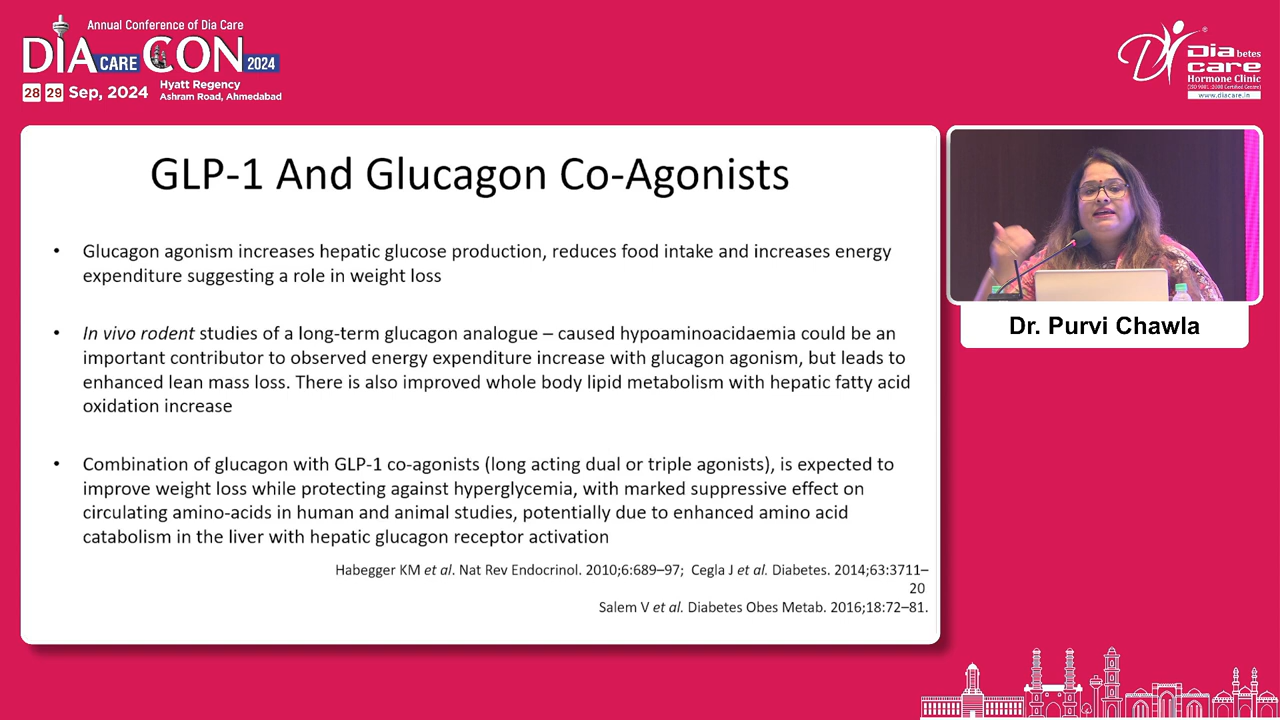 Annual Conference of Dia Care
DIA CARE CON 2024
28 29 Sep, 2024
Hyatt Regency
Ashram Road, Ahmedabad
Diabetes
care
Hormone Clinic
(ISO 9001 : 2008 Certified Centre)
www.diacare.in
GLP-1 And Glucagon Co-Agonists
• Glucagon agonism increases hepatic glucose production, reduces food intake and increases energy
expenditure suggesting a role in weight loss
• In vivo rodent studies of a long-term glucagon analogue – caused hypoaminoacidaemia could be an
important contributor to observed energy expenditure increase with glucagon agonism, but leads to
enhanced lean mass loss. There is also improved whole body lipid metabolism with hepatic fatty acid
oxidation increase
• Combination of glucagon with GLP-1 co-agonists (long acting dual or triple agonists), is expected to
improve weight loss while protecting against hyperglycemia, with marked suppressive effect on
circulating amino-acids in human and animal studies, potentially due to enhanced amino acid
catabolism in the liver with hepatic glucagon receptor activation
Habegger KM et al. Nat Rev Endocrinol. 2010;6:689–97; Cegla J et al. Diabetes. 2014;63:3711–
20
Salem V et al. Diabetes Obes Metab. 2016;18:72–81.
Dr. Purvi Chawla